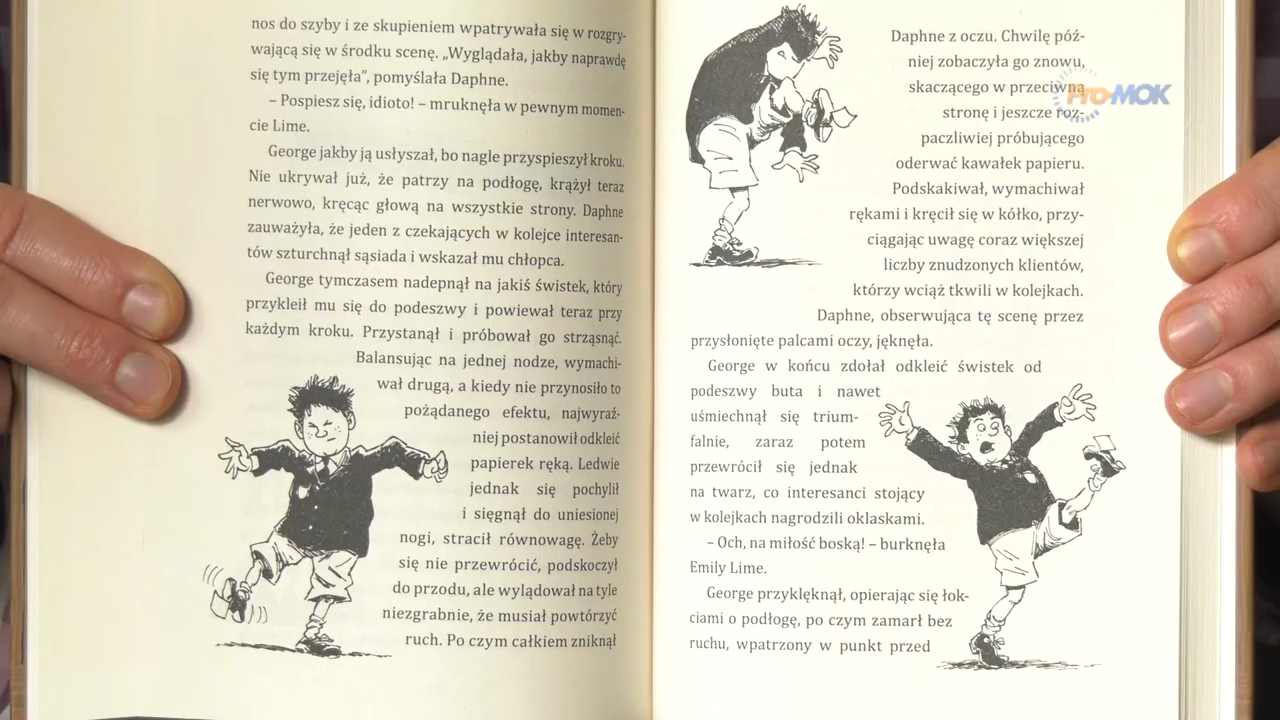 nos do szyby i ze skupieniem wpatrywała się w rozgry-
wającą się w środku scenę. „Wyglądała, jakby naprawdę
się tym przejęła”, pomyślała Daphne.
– Pospiesz się, idioto! – mruknęła w pewnym momen-
cie Lime.
George jakby ją usłyszał, bo nagle przyspieszył kroku.
Nie ukrywał już, że patrzy na podłogę, krążył teraz
nerwowo, kręcąc głową na wszystkie strony. Daphne
zauważyła, że jeden z czekających w kolejce interesan-
tów szturchnął sąsiada i wskazał mu chłopca.
George tymczasem nadepnął na jakiś świstek, który
przykleił mu się do podeszwy i powiewał teraz przy
każdym kroku. Przystanął i próbował go strząsnąć.
Balansując na jednej nodze, wymachi-
wał drugą, a kiedy nie przynosiło to
pożądanego efektu, najwyraź-
niej postanowił odkleić
papierek ręką. Ledwie
jednak się pochylił
i sięgnął do uniesionej
nogi, stracił równowagę. Żeby
się nie przewrócić, podskoczył
do przodu, ale wylądował na tyle
niezgrabnie, że musiał powtórzyć
ruch. Po czym całkiem zniknął
Daphne z oczu. Chwilę póź-
niej zobaczyła go znowu,
skaczącego w przeciwną
stronę i jeszcze roz-
paczliwiej próbującego
oderwać kawałek papieru.
Podskakiwał, wymachiwał
rękami i kręcił się w kółko, przy-
ciągając uwagę coraz większej
liczby znudzonych klientów,
którzy wciąż tkwili w kolejkach.
Daphne, obserwująca tę scenę przez
przysłonięte palcami oczy, jęknęła.
George w końcu zdołał odkleić świstek od
podeszwy buta i nawet
uśmiechnął się trium-
falnie, zaraz potem
przewrócił się jednak
na twarz, co interesanci stojący
w kolejkach nagrodzili oklaskami.
– Och, na miłość boską! – burknęła
Emily Lime.
George przyklęknął, opierając się łok-
ciami o podłogę, po czym zamarł bez
ruchu, wpatrzony w punkt przed
Pro-MOK